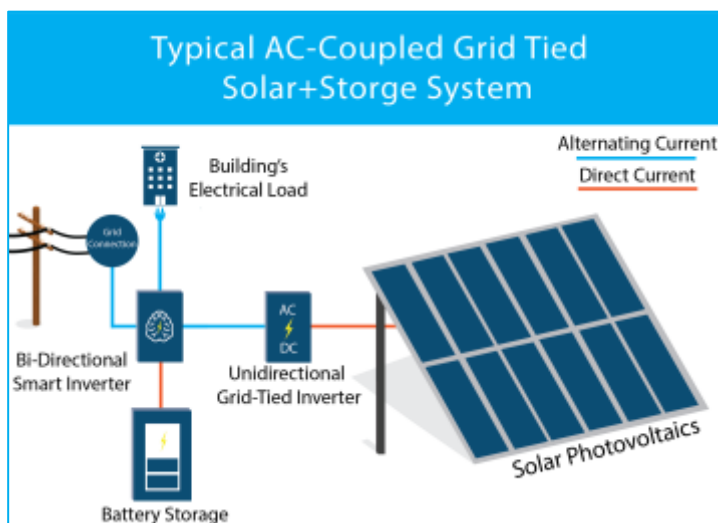 Typical AC-Coupled Grid Tied
Solar+Storge System
Alternating Current
Direct Current
Building's
Electrical Load
Grid
Connection
AC
DC
Bi-Directional
Smart Inverter
Unidirectional
Grid-Tied Inverter
Solar Photovoltaics
Battery Storage